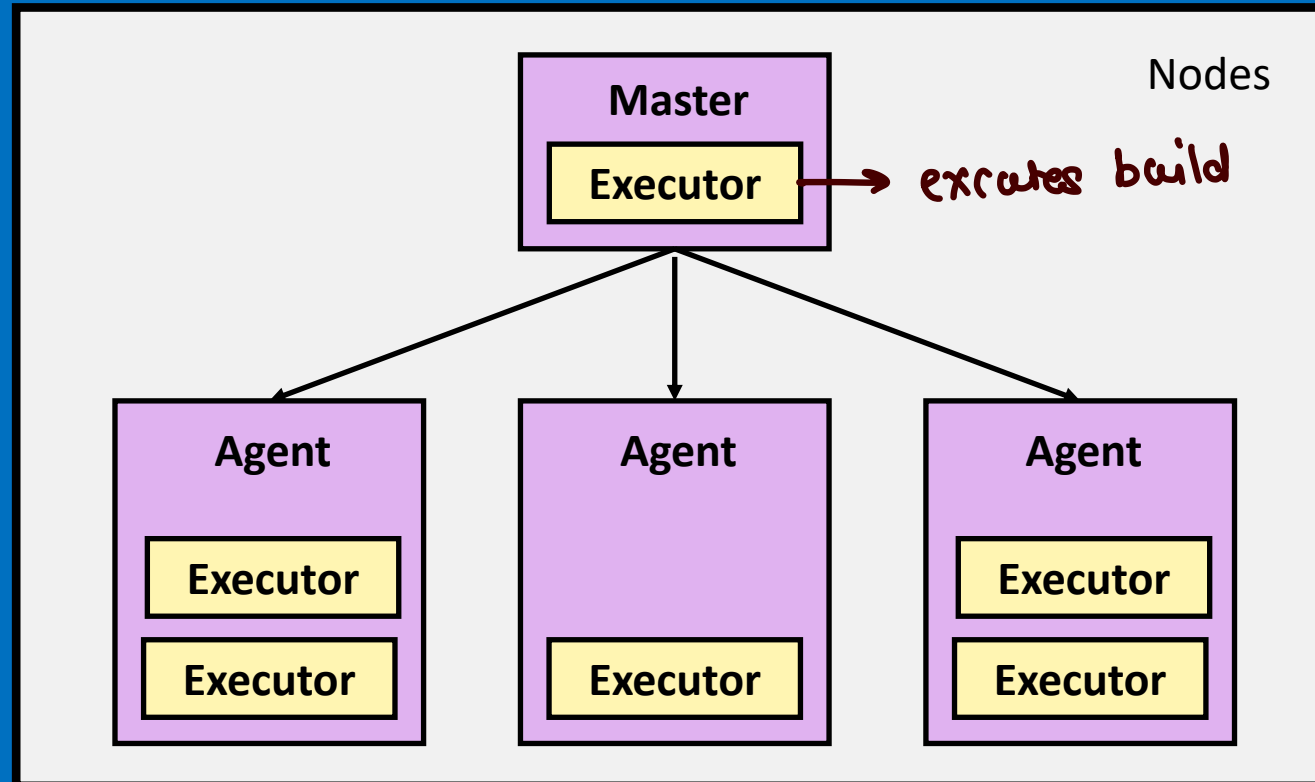 Nodes
Master
Executor
excutes build
Agent
Agent
Agent
Executor
Executor
Executor
Executor
Executor